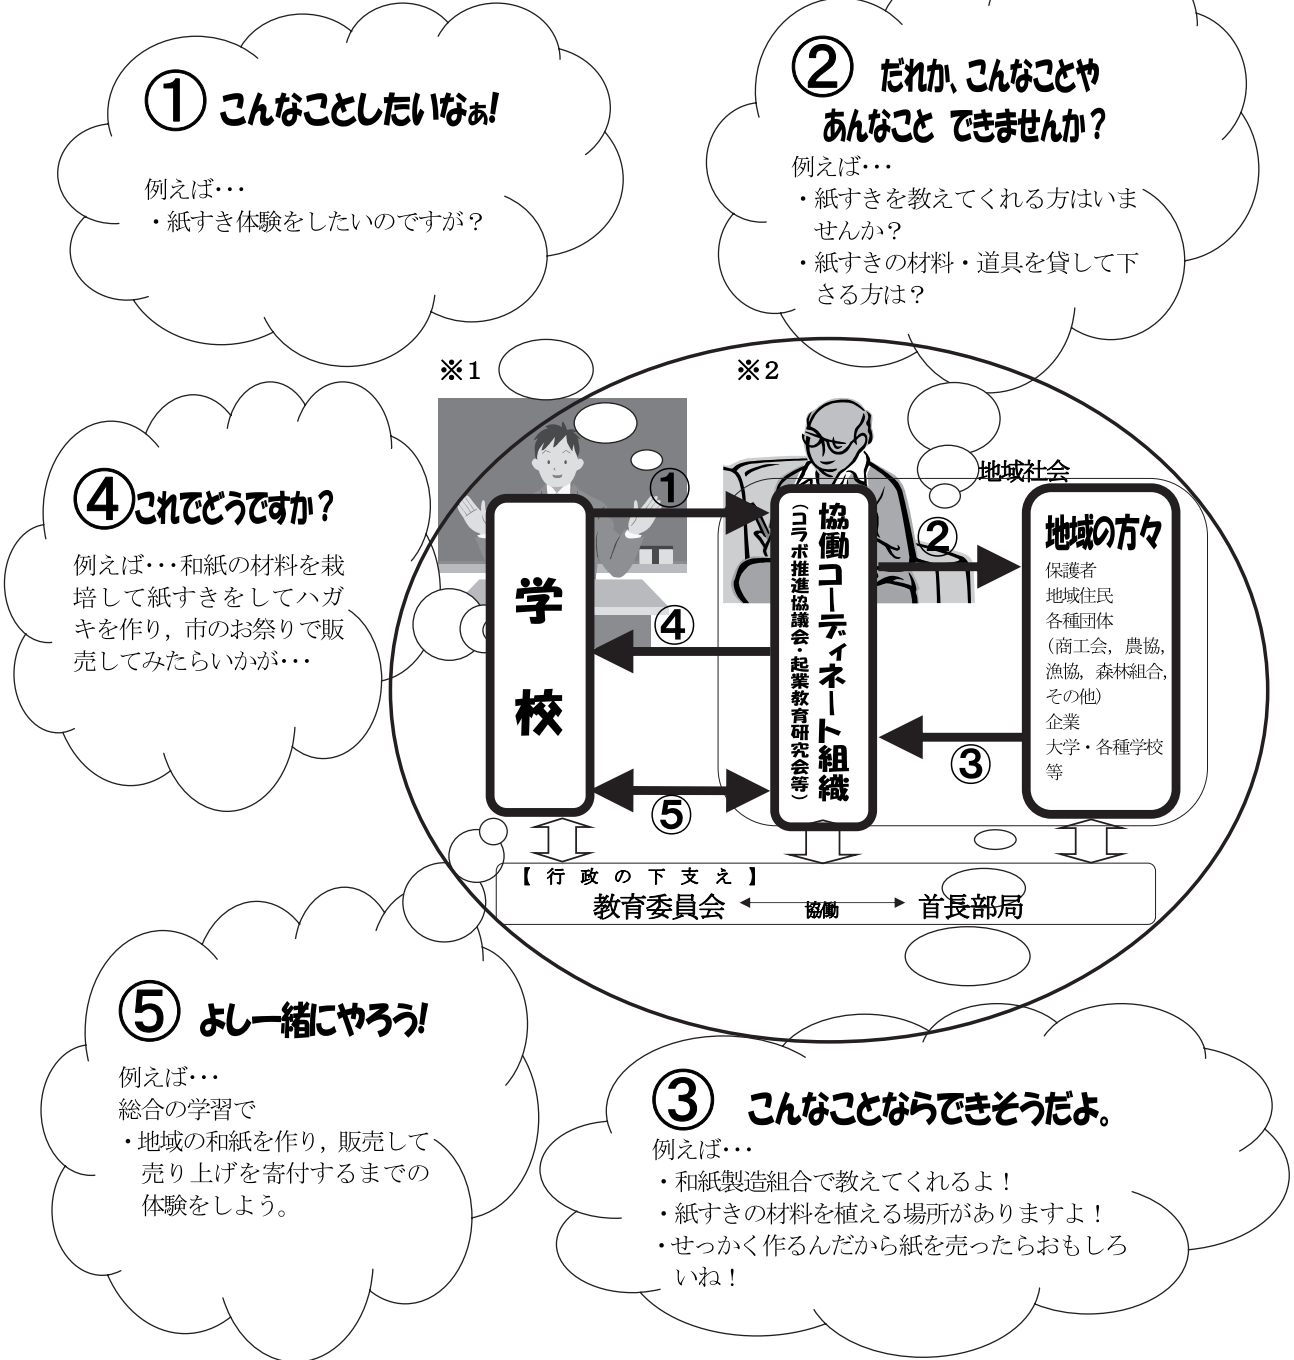 ① こんなことしたいなぁ!
例えば･･･
・紙すき体験をしたいのですが？
② だれか、こんなことや
あんなこと できませんか？
例えば･･･
・紙すきを教えてくれる方はいま
せんか？
・紙すきの材料・道具を貸して下
さる方は？
※1
※2
④これでどうですか？
例えば･･･和紙の材料を栽
培して紙すきをしてハガ
キを作り，市のお祭りで販
売してみたらいかが･･･
学校
①
④
⑤
協働コーディネート組織
（コラボ推進協議会・起業教育研究会等）
②
③
地域社会
地域の方々
保護者
地域住民
各種団体
（商工会，農協，
漁協，森林組合，
その他）
企業
大学・各種学校
等
【行政の下支え】
教育委員会 協働 首長部局
⑤ よし一緒にやろう!
例えば･･･
総合の学習で
・地域の和紙を作り，販売して
売り上げを寄付するまでの
体験をしよう。
③ こんなことならできそうだよ。
例えば･･･
・和紙製造組合で教えてくれるよ！
・紙すきの材料を植える場所がありますよ！
・せっかく作るんだから紙を売ったらおもしろ
いね！